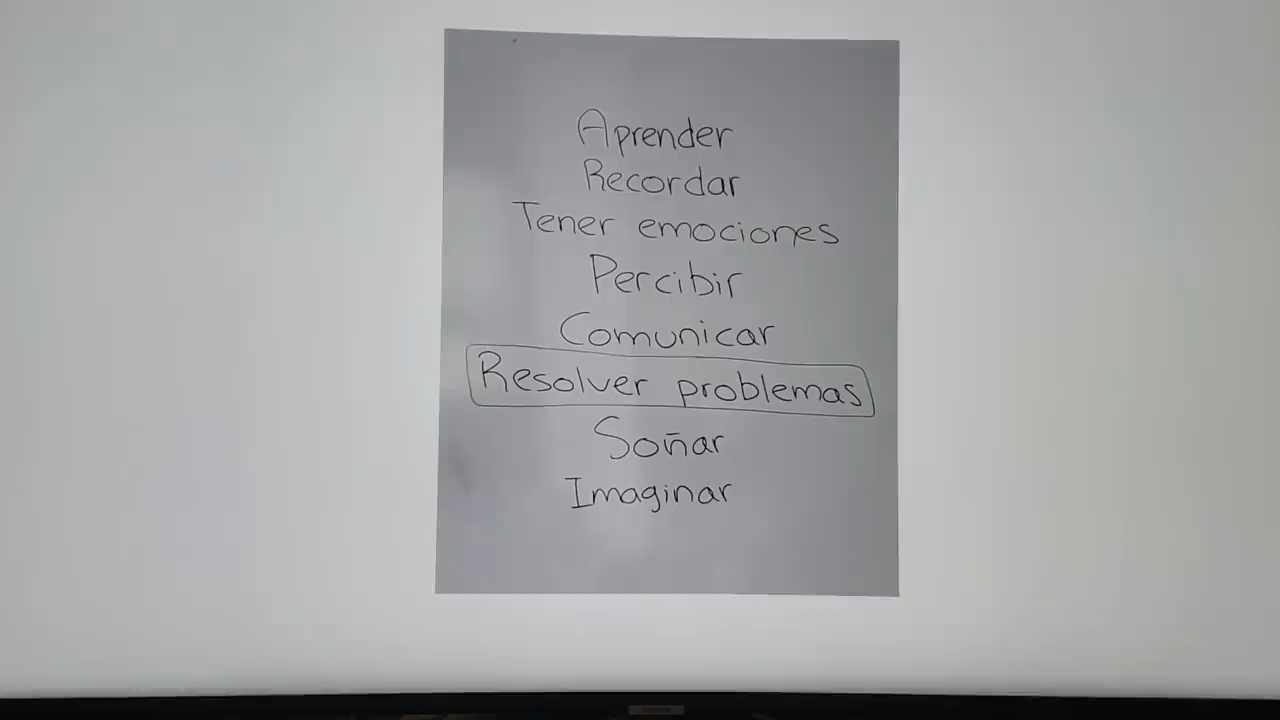 Aprender
Recordar
Tener emociones
Percibir
Comunicar
Resolver problemas
Soñar
Imaginar